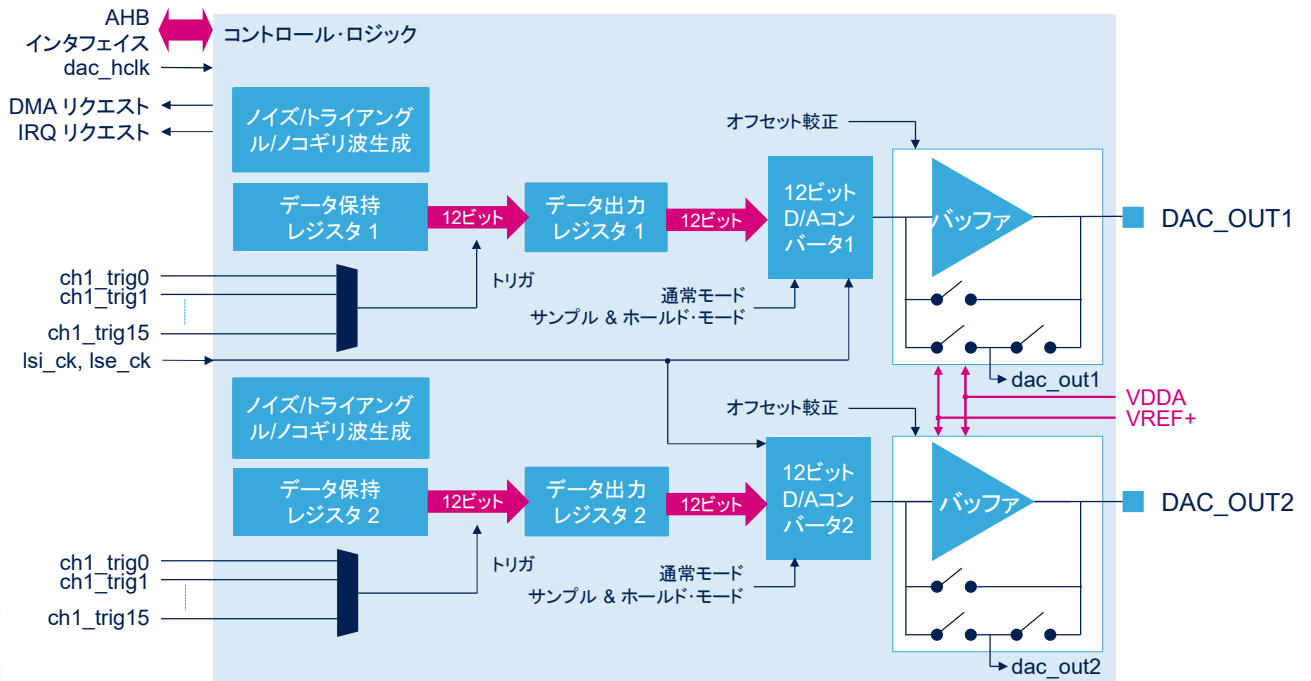 AHB
インタフェイス
コントロール・ロジック
dac_hclk
DMA リクエスト
IRQ リクエスト
ノイズ/トライアング
ル/ノコギリ波生成
オフセット較正
データ保持
レジスタ 1
12ビット
データ出力
レジスタ 1
12ビット
12ビット
D/Aコン
バータ1
バッファ
DAC_OUT1
トリガ
ch1_trig0
ch1_trig1
ch1_trig15
通常モード
サンプル & ホールド・モード
lsi_ck, lse_ck
dac_out1
VDDA
VREF+
ノイズ/トライアング
ル/ノコギリ波生成
オフセット較正
データ保持
レジスタ 2
12ビット
データ出力
レジスタ 2
12ビット
12ビット
D/Aコン
バータ2
バッファ
DAC_OUT2
トリガ
ch1_trig0
ch1_trig1
ch1_trig15
通常モード
サンプル & ホールド・モード
dac_out2